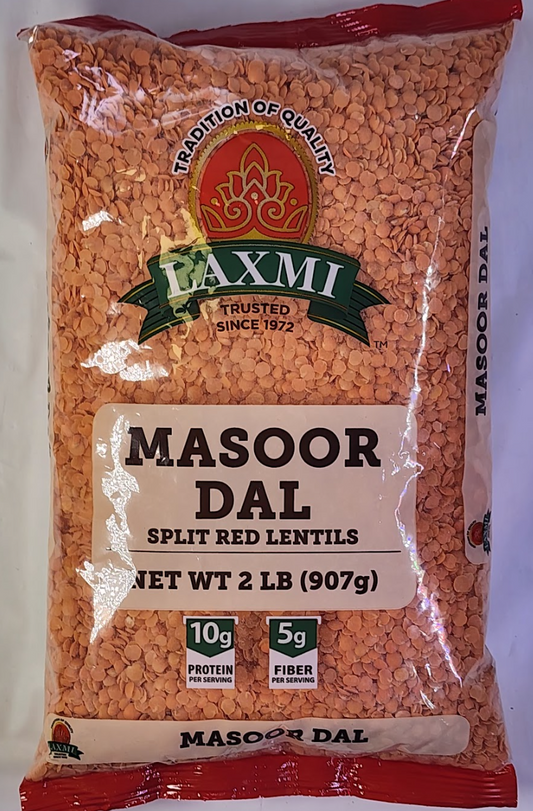 TRADITION OF QUALITY
LAXMI
TRUSTED
SINCE 1972
TM
MASOOR DAL
MASOOR
DAL
SPLIT RED LENTILS
NET WT 2 LB (907g)
10g
PROTEIN
PER SERVING
5g
FIBER
PER SERVING
MASOOR DAL
LAXMI